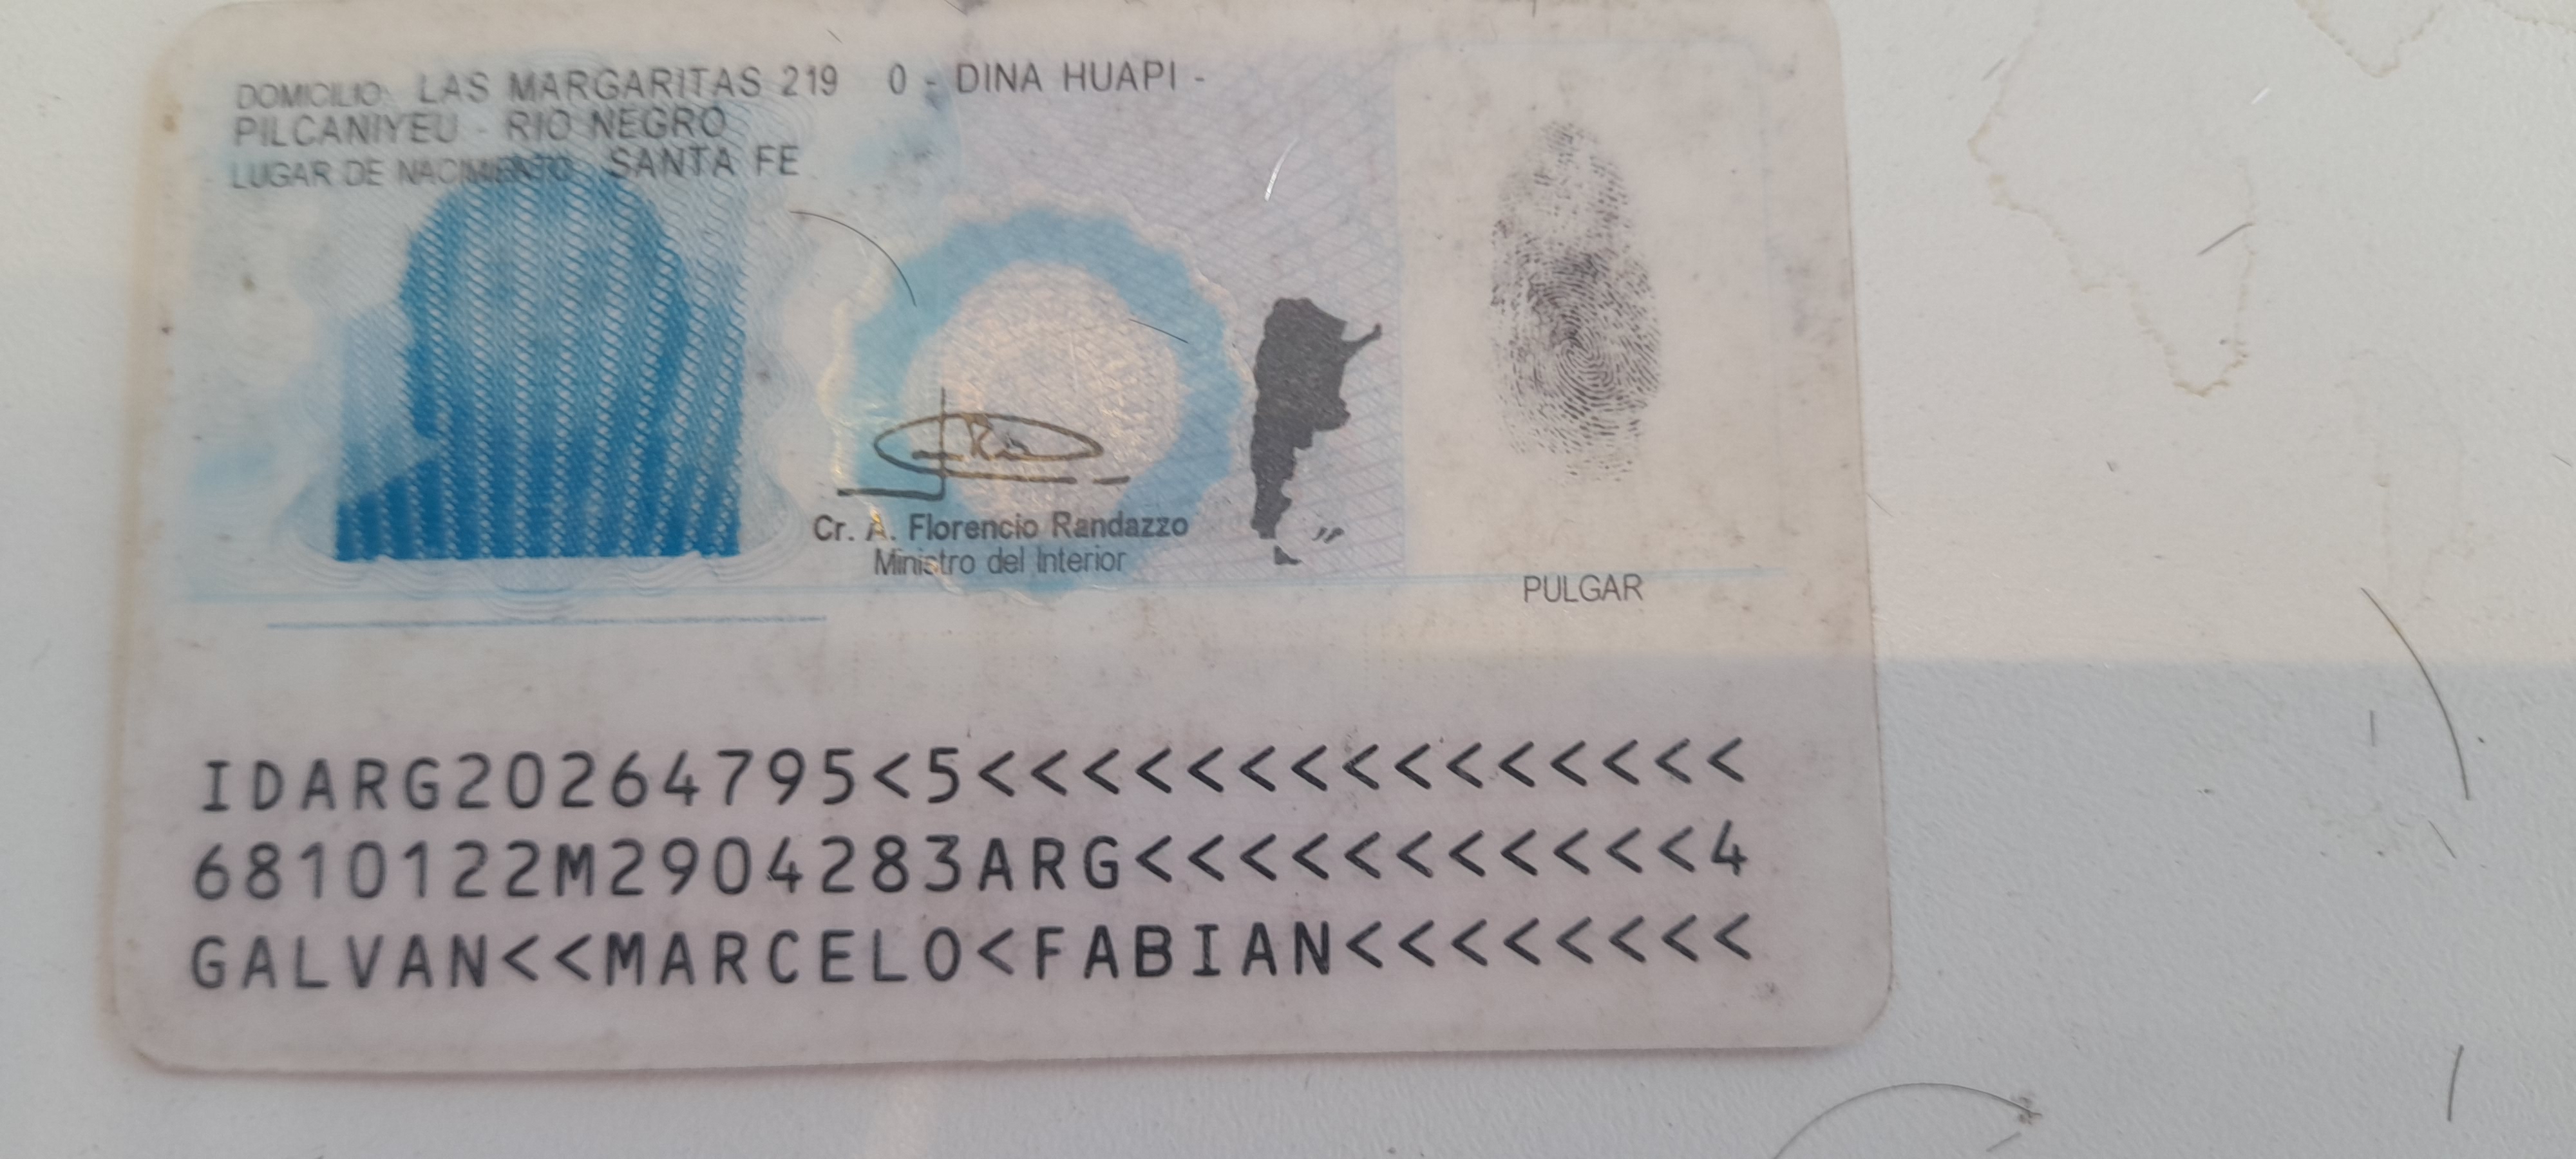 DOMICILIO: LAS MARGARITAS 219 0 - DINA HUAPI -
PILCANIYEU - RIO NEGRO
LUGAR DE NACIMIENTO: SANTA FE
Cr. A. Florencio Randazzo
Ministro del Interior
PULGAR
IDARG20264795<5<<<<<<<<<<<<<<<
6810122M2904283ARG<<<<<<<<<<<4
GALVAN<<MARCELO<FABIAN<<<<<<<<